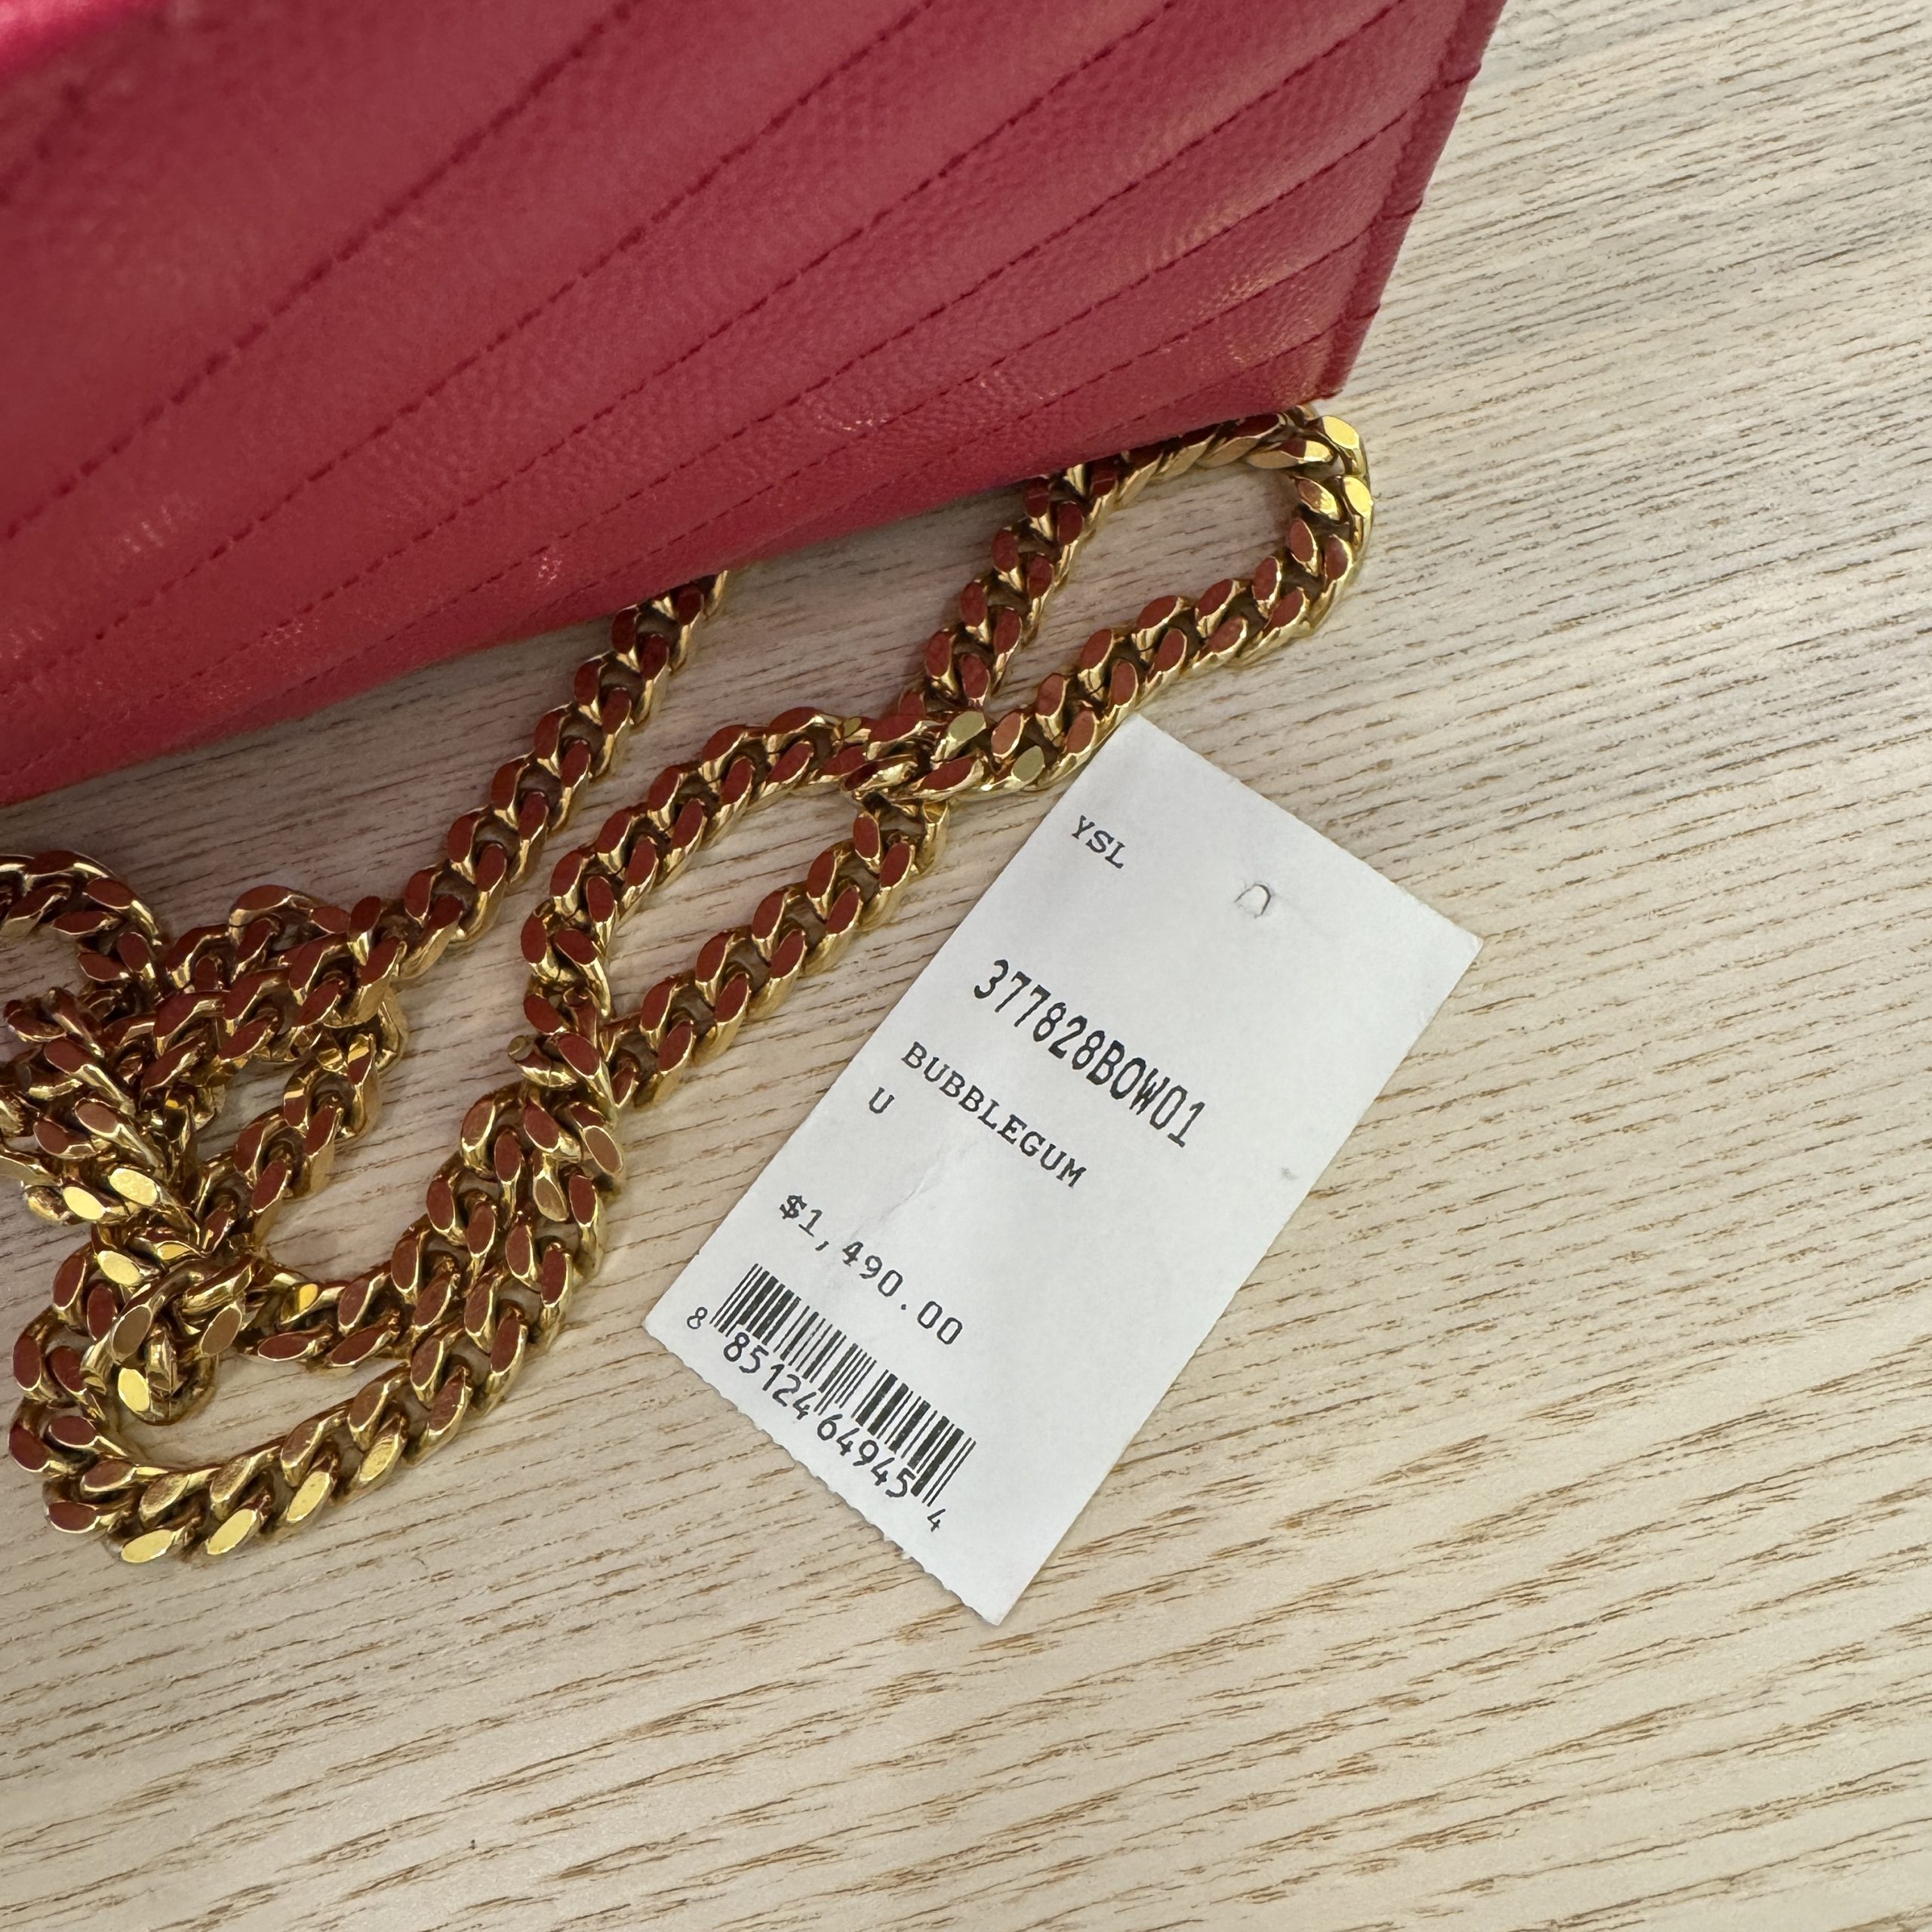 YSL
377828BOW01
BUBBLEGUM
U
$1,490.00
8 85124 64945 4